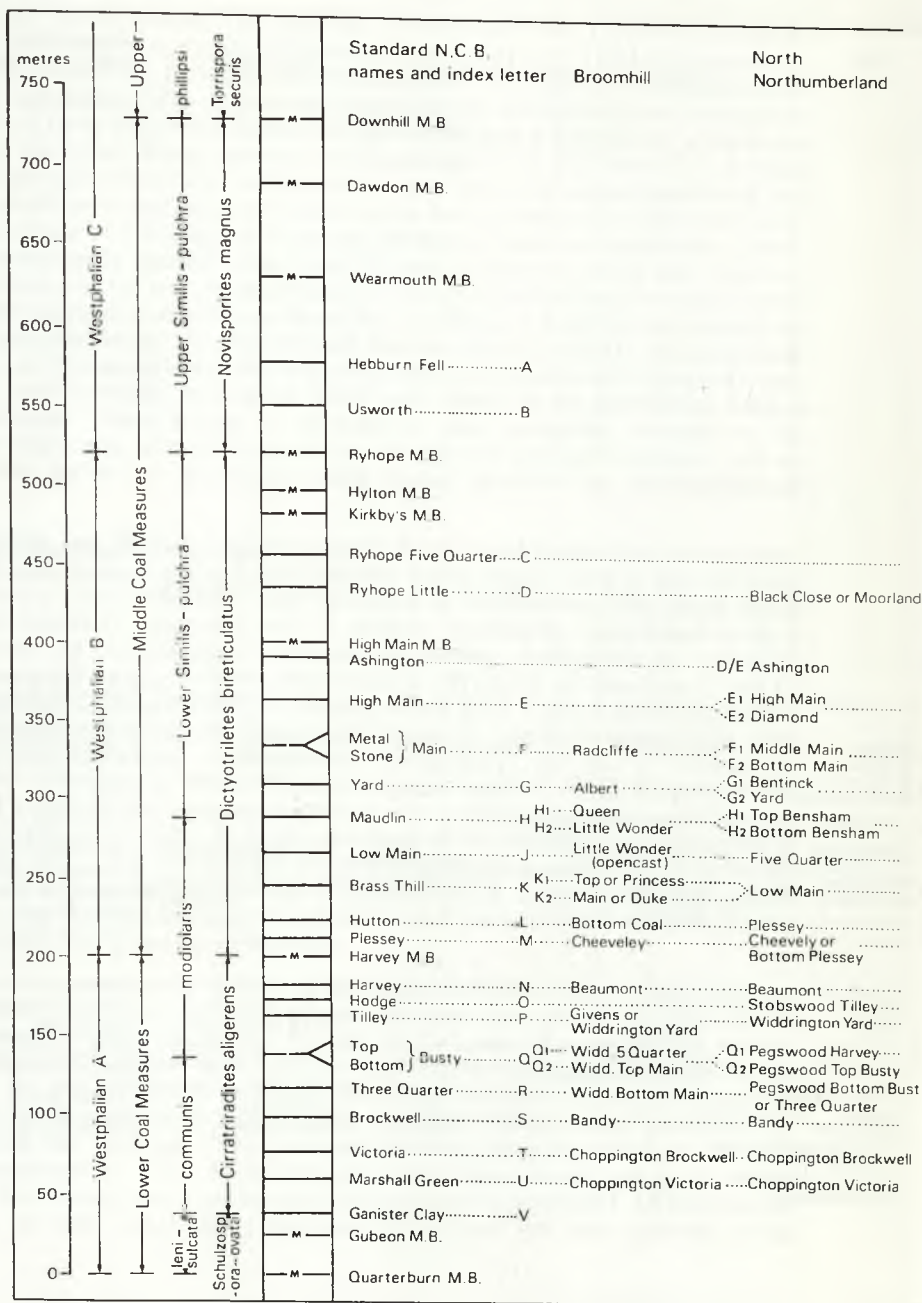 metres
750
700
650
600
550
500
450
400
350
300
250
200
150
100
50
0
Westphalian C
Westphalian B
Westphalian A
Upper
Middle Coal Measures
Lower Coal Measures
phillipsi
Upper Similis - pulchra
Lower Similis - pulchra
modiolaris
communis
leni-
sulcata
Torrispora
securis
Novisporites magnus
Dictyotriletes bireticulatus
Cirratriradites aligerens
Schulzosp
-ora-ovata
Standard N.C.B. North
names and index letter Broomhill Northumberland
M Downhill M.B
M Dawdon M.B.
M Wearmouth M.B.
Hebburn Fell A
Usworth B
M Ryhope M.B.
M Hylton M.B
M Kirkby's M.B.
Ryhope Five Quarter C
Ryhope Little D Black Close or Moorland
M High Main M.B
Ashington D/E Ashington
High Main E E1 High Main
E2 Diamond
Metal
Stone } Main F Radcliffe F1 Middle Main
F2 Bottom Main
Yard G Albert G1 Bentinck
G2 Yard
Maudlin H H1 Queen H1 Top Bensham
H2 Little Wonder H2 Bottom Bensham
Low Main J Little Wonder Five Quarter
(opencast)
Brass Thill K K1 Top or Princess Low Main
K2 Main or Duke
Hutton L Bottom Coal Plessey
Plessey M Cheeveley Cheevely or
M Harvey M.B Bottom Plessey
Harvey N Beaumont Beaumont
Hodge O Stobswood Tilley
Tilley P Givens or Widdrington Yard
Widdrington Yard
Top
Bottom } Busty Q Q1 Widd 5 Quarter Q1 Pegswood Harvey
Q2 Widd. Top Main Q2 Pegswood Top Busty
Three Quarter R Widd. Bottom Main Pegswood Bottom Bust
or Three Quarter
Brockwell S Bandy Bandy
Victoria T Choppington Brockwell Choppington Brockwell
Marshall Green U Choppington Victoria Choppington Victoria
Ganister Clay V
M Gubeon M.B.
M Quarterburn M.B.